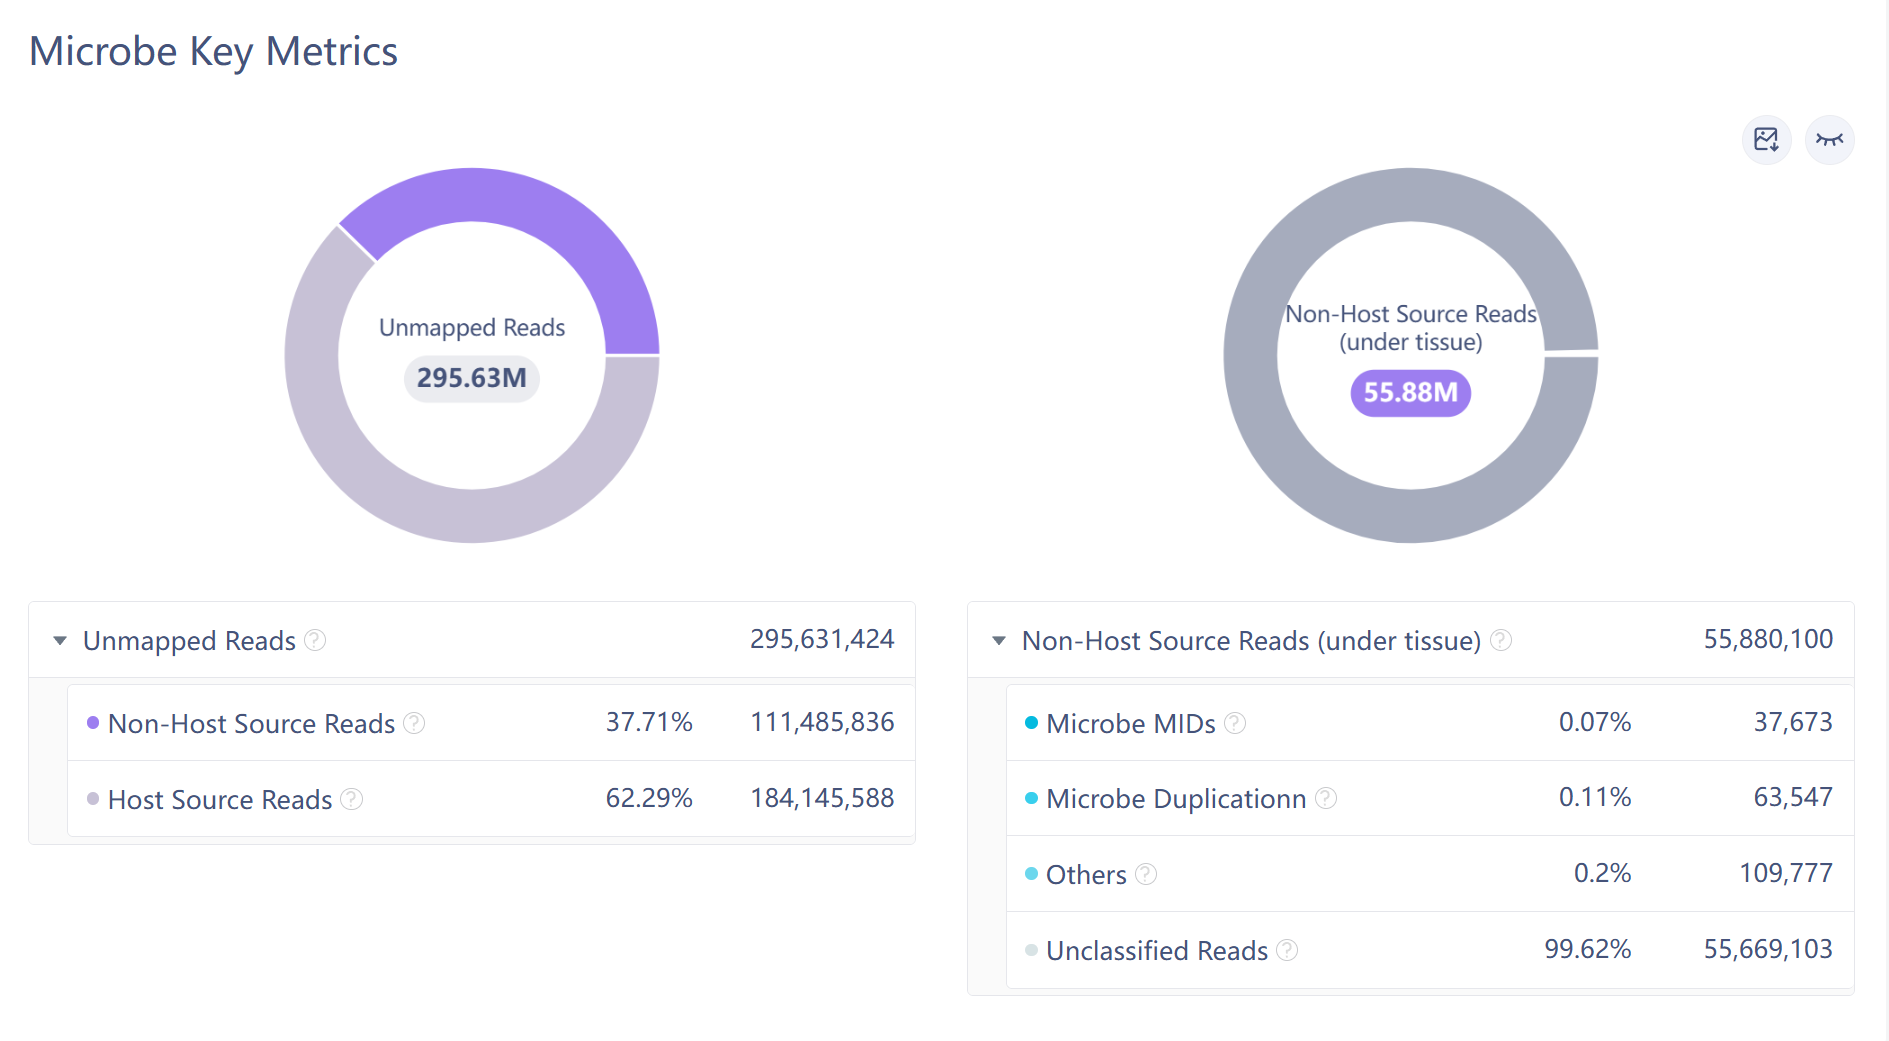 Microbe Key Metrics
Unmapped Reads
295.63M
Non-Host Source Reads
(under tissue)
55.88M
Unmapped Reads 295,631,424
Non-Host Source Reads 37.71% 111,485,836
Host Source Reads 62.29% 184,145,588
Non-Host Source Reads (under tissue) 55,880,100
Microbe MIDs 0.07% 37,673
Microbe Duplicationn 0.11% 63,547
Others 0.2% 109,777
Unclassified Reads 99.62% 55,669,103